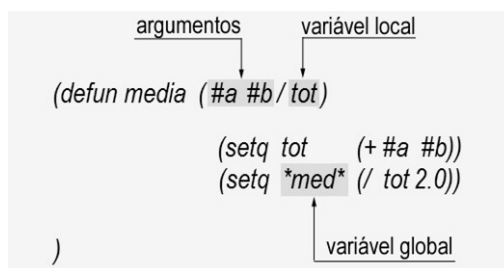 argumentos variável local
(defun media ( #a #b / tot )
(setq tot (+ #a #b))
(setq *med* (/ tot 2.0))
) variável global